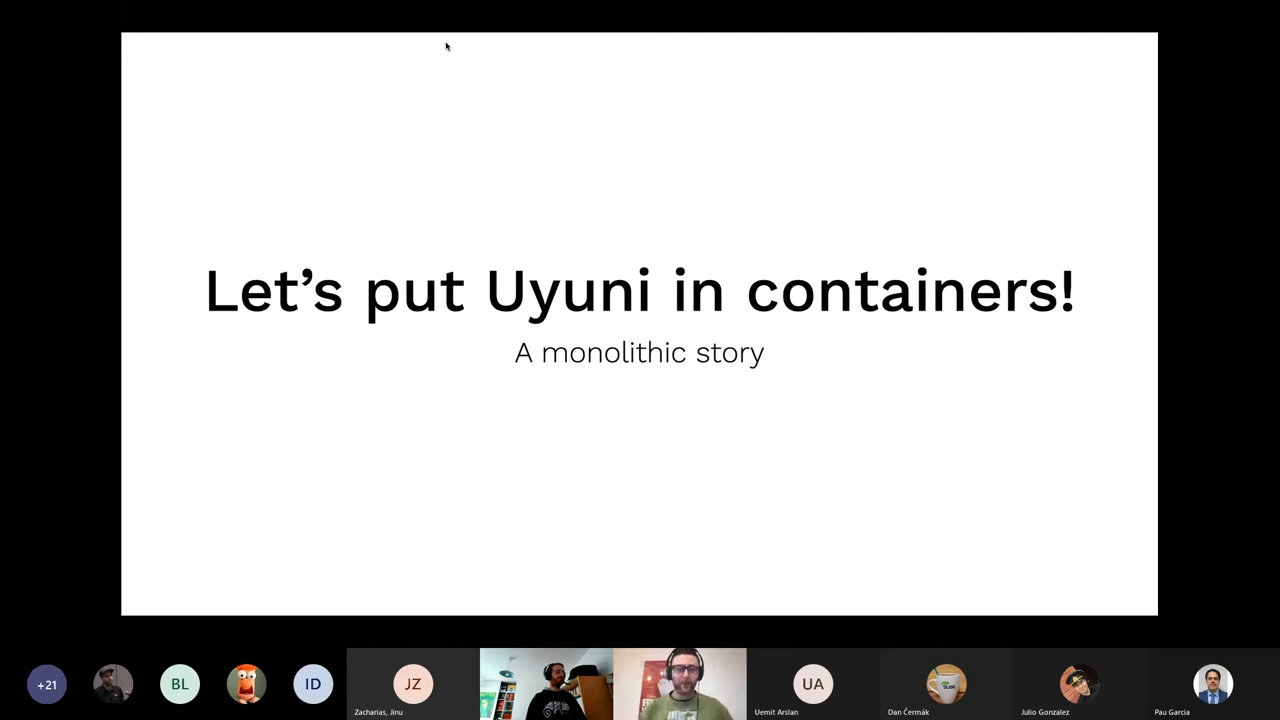 Let's put Uyuni in containers!
A monolithic story
+21
BL
ID
JZ
Zacharias, Jinu
UA
Uemit Arslan
Dan Čermák
Julio Gonzalez
Pau Garcia